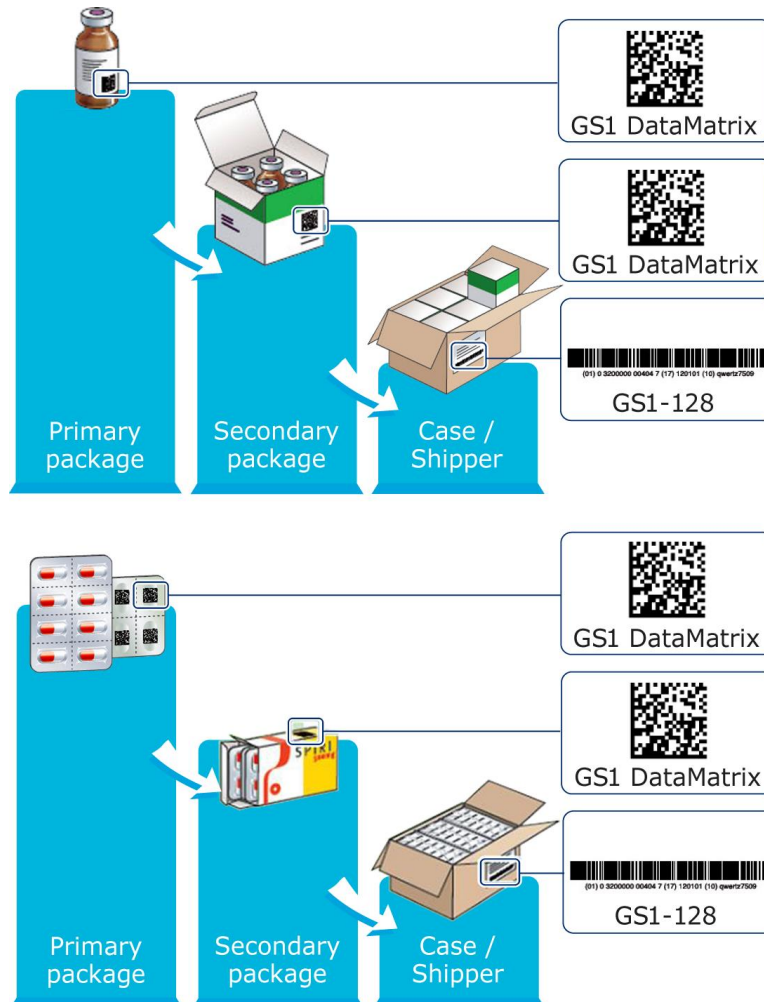 GS1 DataMatrix
GS1 DataMatrix
(01) 0 3200000 00404 7 (17) 120101 (10) qwertz7509
GS1-128
Primary
package
Secondary
package
Case /
Shipper
GS1 DataMatrix
SPIRI
GS1 DataMatrix
(01) 0 3200000 00404 7 (17) 120101 (10) qwertz7509
GS1-128
Primary
package
Secondary
package
Case /
Shipper